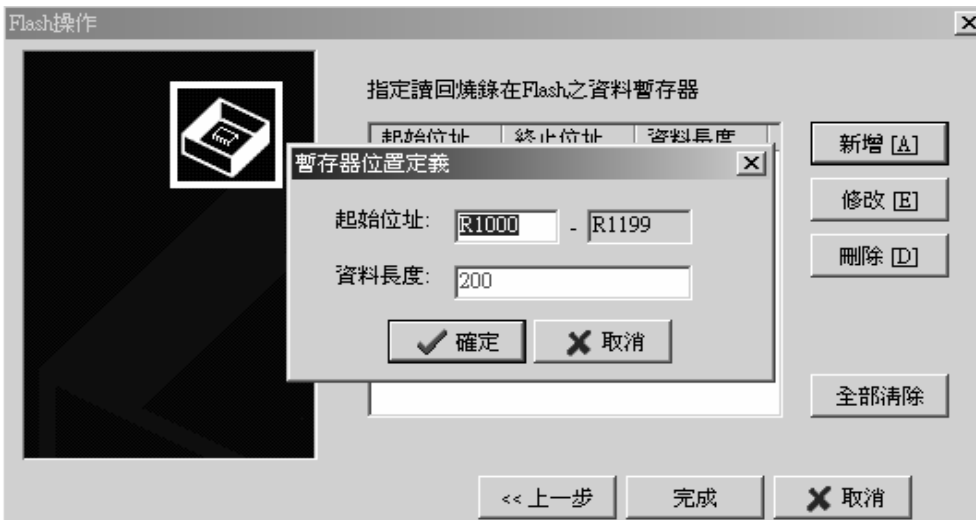 Flash操作
指定讀回燒錄在Flash之資料暫存器
起始位址 終止位址 資料長度
新增 [A]
暫存器位置定義
修改 [E]
起始位址: R1000 - R1199
刪除 [D]
資料長度: 200
確定 取消
全部清除
<<上一步 完成 取消